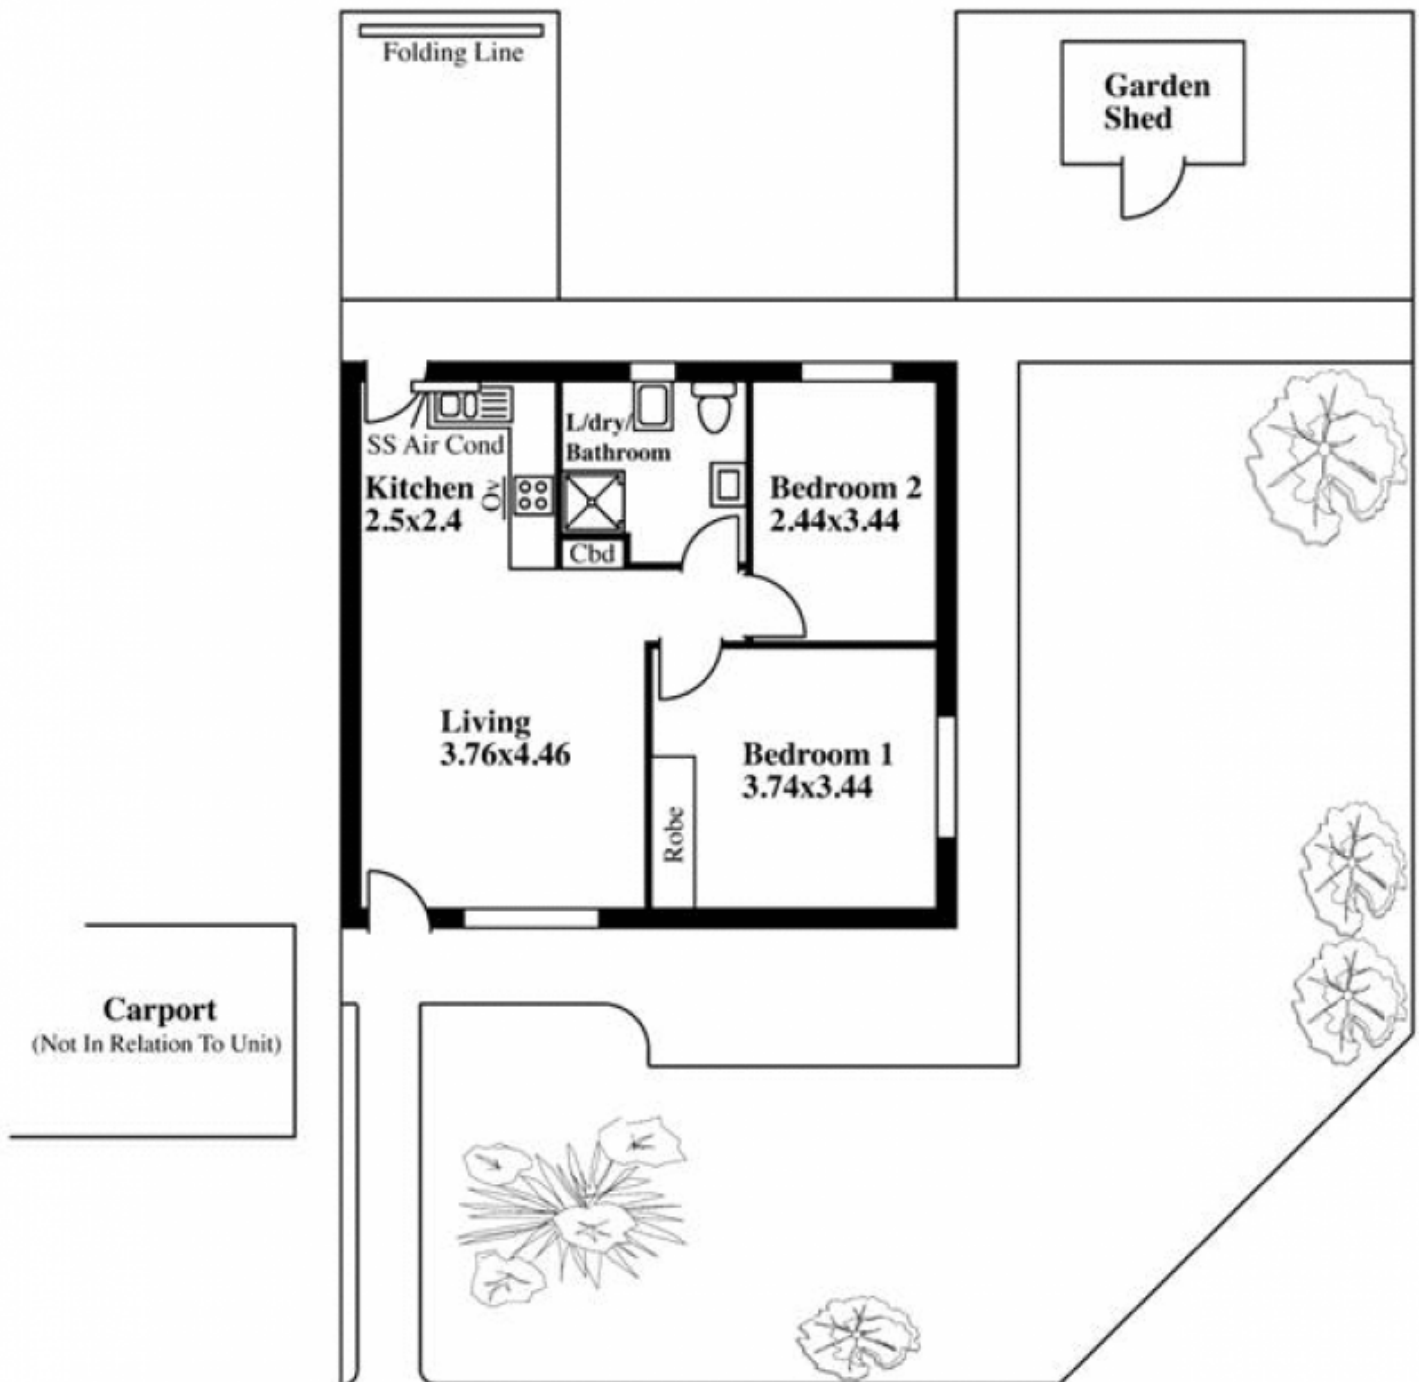 Folding Line
Garden
Shed
L/dry/
Bathroom
SS Air Cond
Kitchen
2.5x2.4
Ov
Cbd
Bedroom 2
2.44x3.44
Living
3.76x4.46
Bedroom 1
3.74x3.44
Robe
Carport
(Not In Relation To Unit)